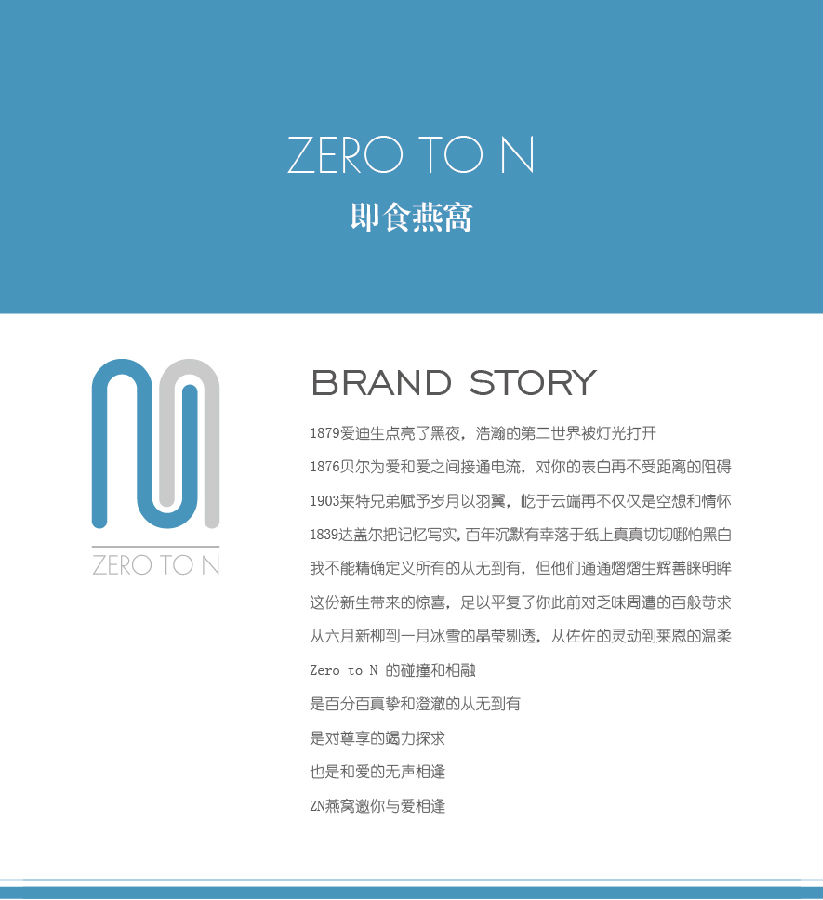 ZERO TO N
即食燕窝
BRAND STORY
1879爱迪生点亮了黑夜，浩瀚的第二世界被灯光打开
1876贝尔为爱和爱之间接通电流，对你的表白再不受距离的阻碍
1903莱特兄弟赋予岁月以羽翼，屹于云端再不仅仅是空想和情怀
1839达盖尔把记忆写实，百年沉默有幸落于纸上真真切切哪怕黑白
我不能精确定义所有的从无到有，但他们通通熠熠生辉善睐明眸
这份新生带来的惊喜，足以平复了你此前对乏味周遭的百般苛求
从六月新柳到一月冰雪的晶莹剔透，从佐佐的灵动到莱恩的温柔
Zero to N 的碰撞和相融
是百分百真挚和澄澈的从无到有
是对尊享的竭力探求
也是和爱的无声相逢
ZN燕窝邀你与爱相逢
ZERO TO N